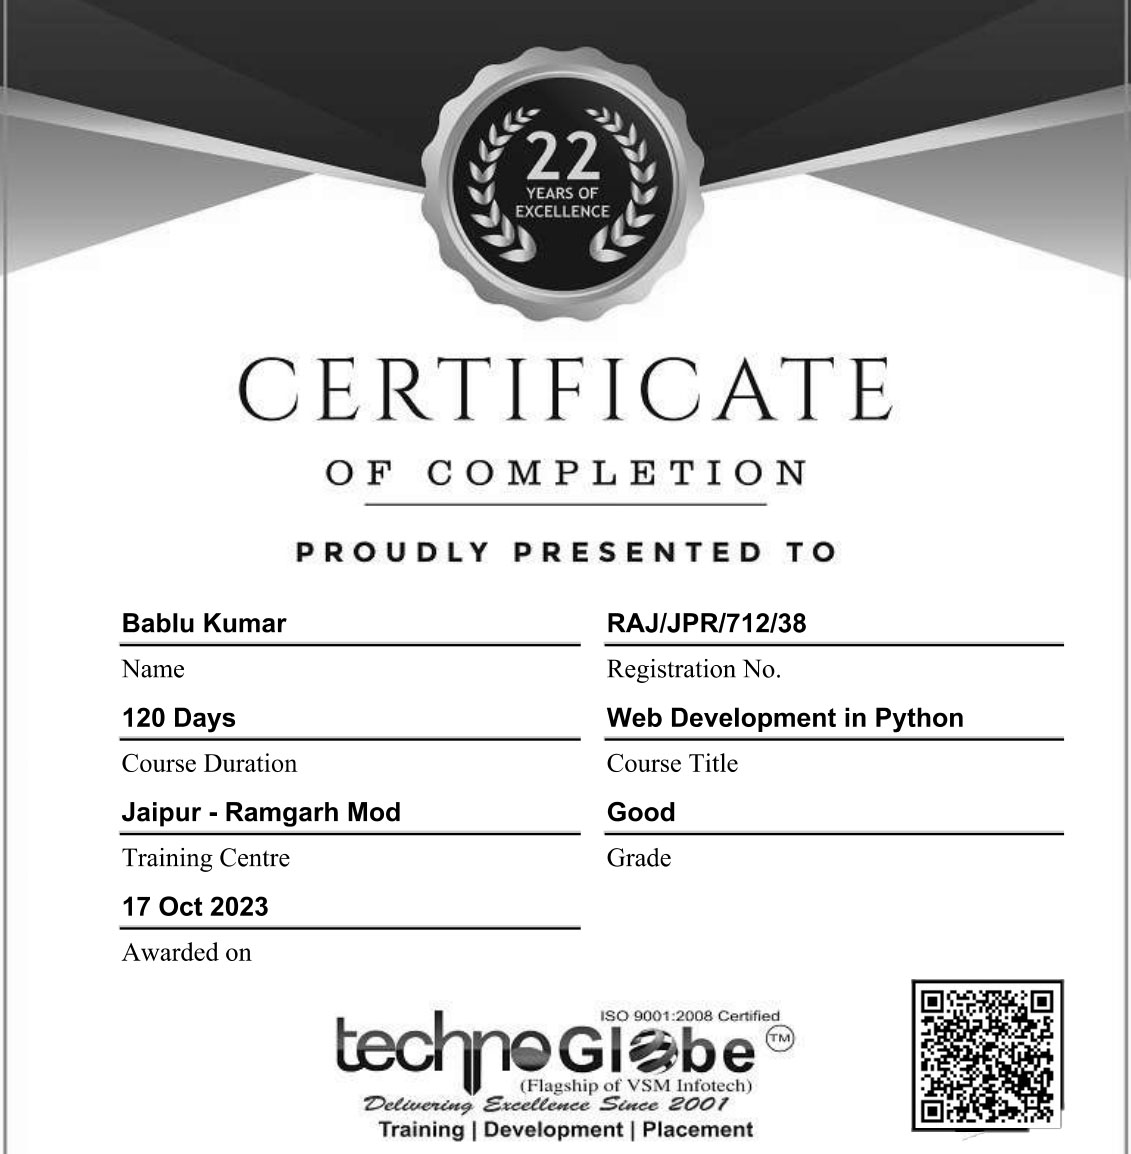 22
YEARS OF
EXCELLENCE
CERTIFICATE
OF COMPLETION
PROUDLY PRESENTED TO
Bablu Kumar
Name
RAJ/JPR/712/38
Registration No.
120 Days
Course Duration
Web Development in Python
Course Title
Jaipur - Ramgarh Mod
Training Centre
Good
Grade
17 Oct 2023
Awarded on
ISO 9001:2008 Certified
technoGlobe TM
(Flagship of VSM Infotech)
Delivering Excellence Since 2001
Training | Development | Placement